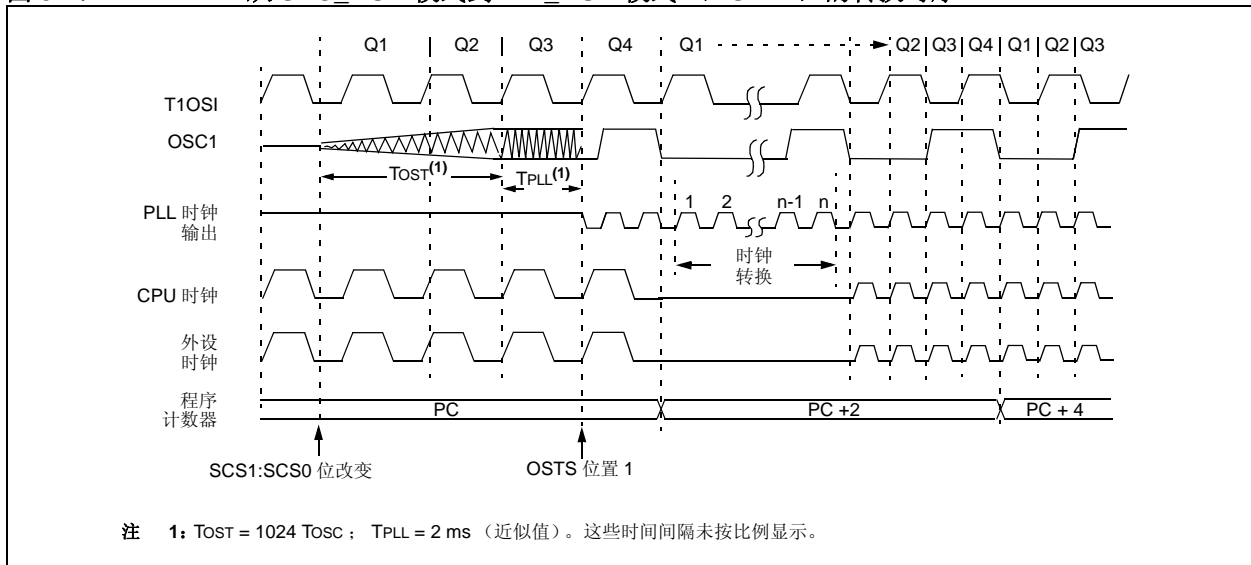 Q1 Q2 Q3 Q4 Q1 Q2 Q3 Q4 Q1 Q2 Q3
T1OSI
OSC1
TOST(1)
TPLL(1)
PLL 时钟
输出
1 2 n-1 n
时钟
转换
CPU 时钟
外设
时钟
程序
计数器
PC PC +2 PC + 4
SCS1:SCS0 位改变
OSTS 位置 1
注 1: TOST = 1024 TOSC ; TPLL = 2 ms （近似值）。这些时间间隔未按比例显示。